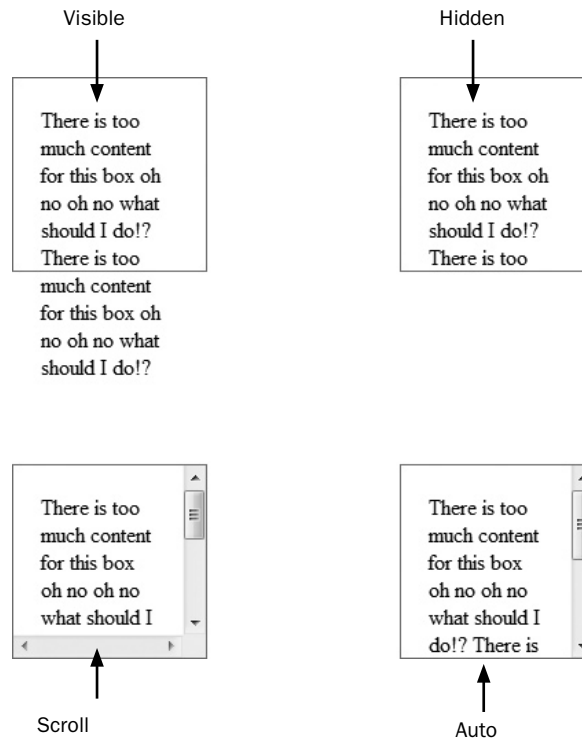 Visible
There is too
much content
for this box oh
no oh no what
should I do!?
There is too
much content
for this box oh
no oh no what
should I do!?
Hidden
There is too
much content
for this box oh
no oh no what
should I do!?
There is too
There is too
much content
for this box
oh no oh no
what should I
Scroll
There is too
much content
for this box
oh no oh no
what should I
do!? There is
Auto